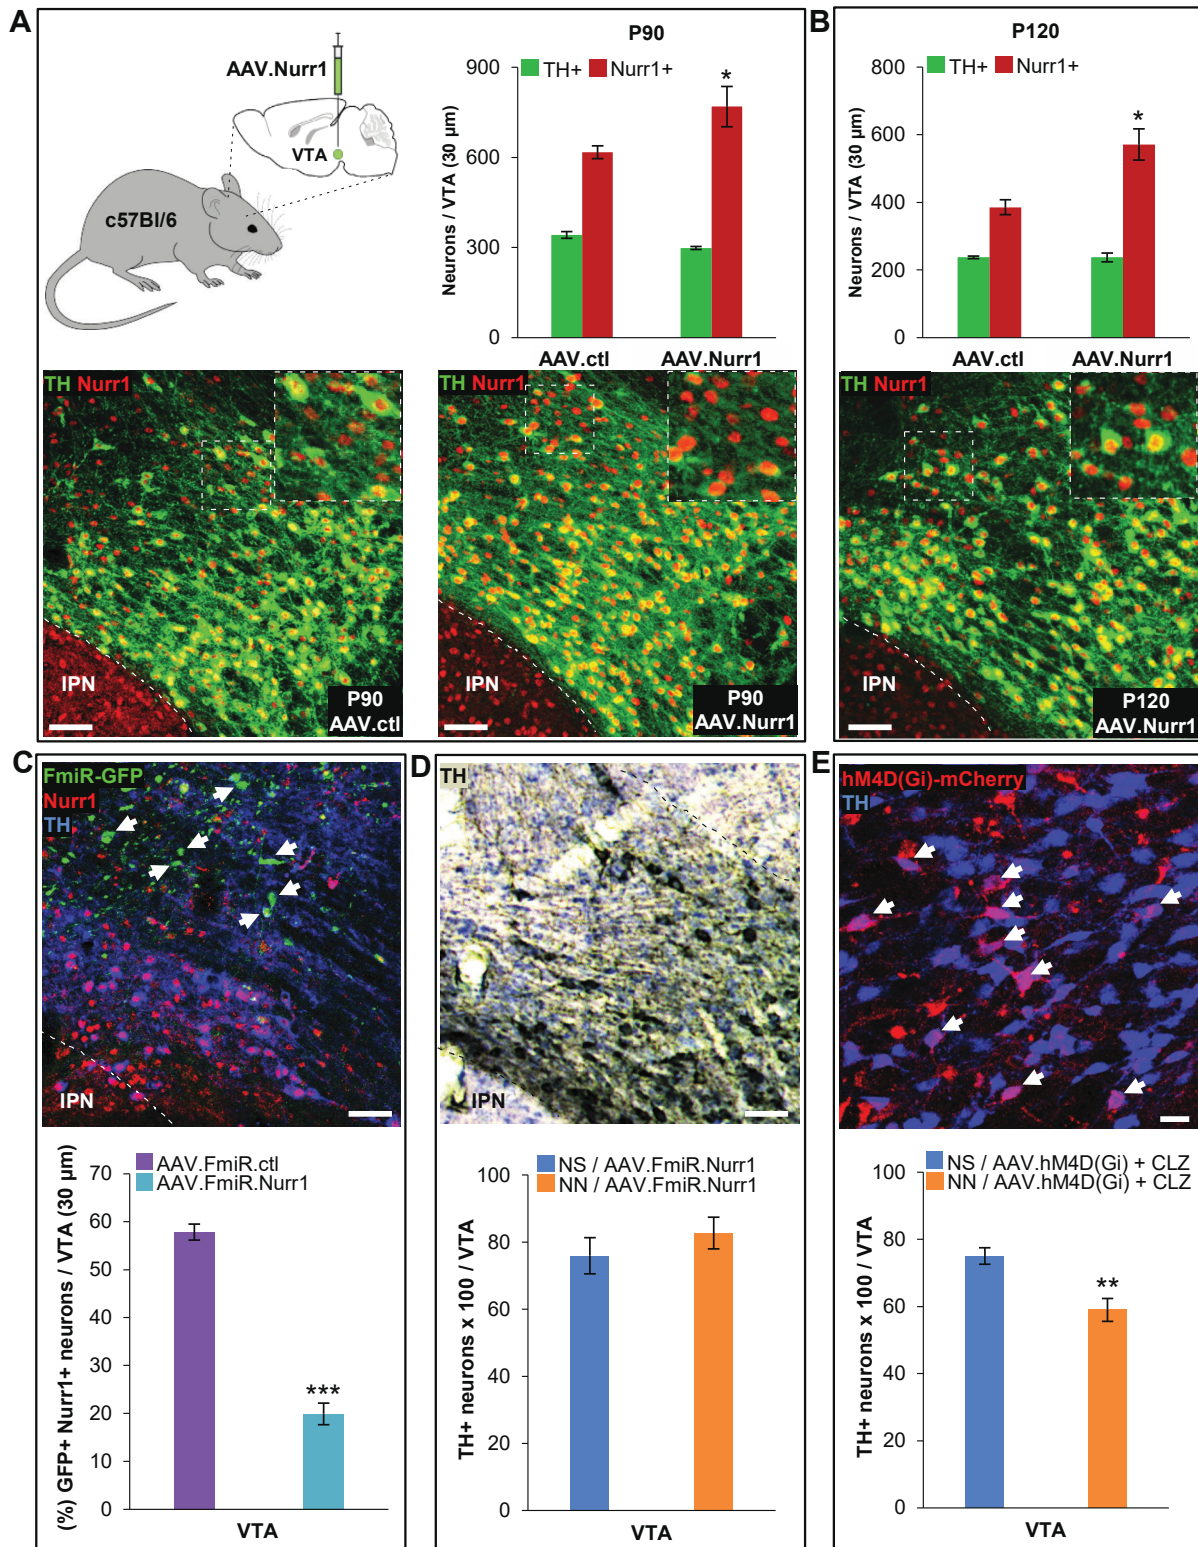 A
AAV.Nurr1
VTA
c57Bl/6
P90
TH+ Nurr1+
Neurons / VTA (30 µm)
900
600
300
0
*
AAV.ctl AAV.Nurr1
B
P120
TH+ Nurr1+
Neurons / VTA (30 µm)
800
600
400
200
0
*
AAV.ctl AAV.Nurr1
TH Nurr1
IPN
P90
AAV.ctl
TH Nurr1
IPN
P90
AAV.Nurr1
TH Nurr1
IPN
P120
AAV.Nurr1
C
FmiR-GFP
Nurr1
TH
IPN
AAV.FmiR.ctl
AAV.FmiR.Nurr1
(%) GFP+ Nurr1+ neurons / VTA (30 µm)
70
60
50
40
30
20
10
0
***
VTA
D
TH
IPN
NS / AAV.FmiR.Nurr1
NN / AAV.FmiR.Nurr1
TH+ neurons x 100 / VTA
100
80
60
40
20
0
VTA
E
hM4D(Gi)-mCherry
TH
NS / AAV.hM4D(Gi) + CLZ
NN / AAV.hM4D(Gi) + CLZ
TH+ neurons x 100 / VTA
100
80
60
40
20
0
**
VTA